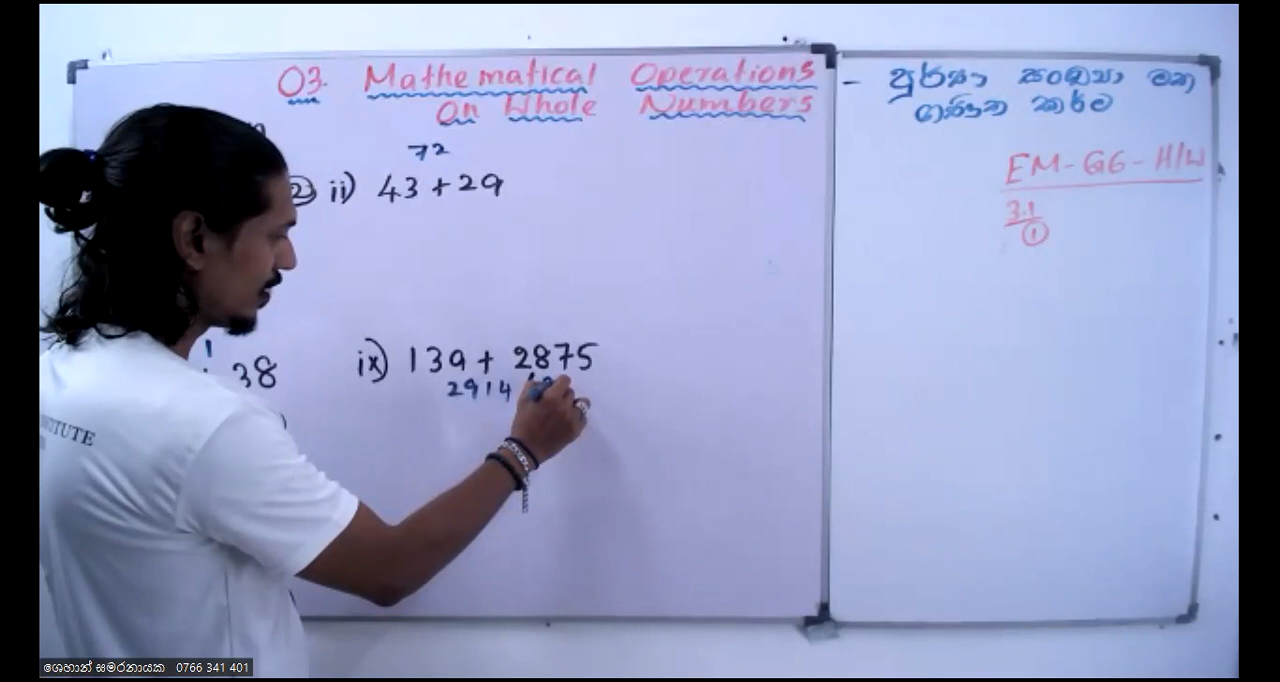 03. Mathematical Operations - පූර්ණ සංඛ්‍යා මත
On Whole Numbers ගණිත කර්ම
EM-G6-H/W
3.1
①
72
② ii) 43 + 29
38
ix) 139 + 2875
2914
ශෙහාන් සමරනායක 0766 341 401